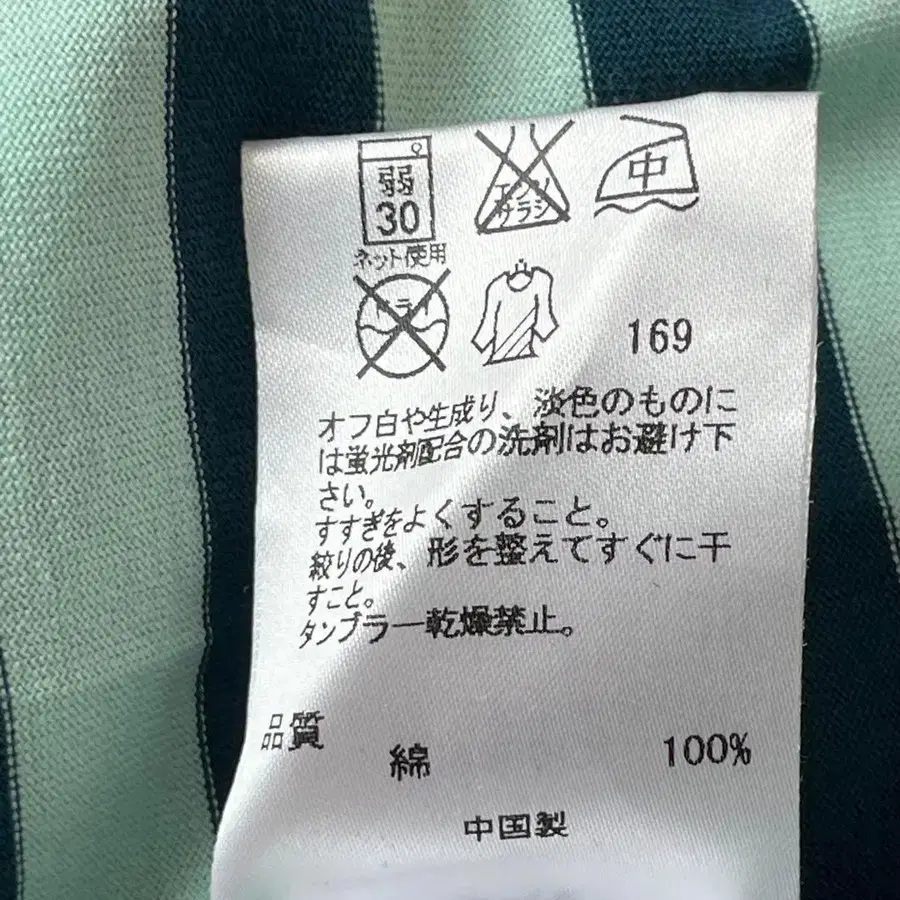 弱
30
ネット使用
エンソ
サラシ
中
ドライ
169
オフ白や生成り、淡色のものに
は蛍光剤配合の洗剤はお避け下
さい。
すすぎをよくすること。
絞りの後、形を整えてすぐに干
すこと。
タンブラー乾燥禁止。
品質
綿 100%
中国製